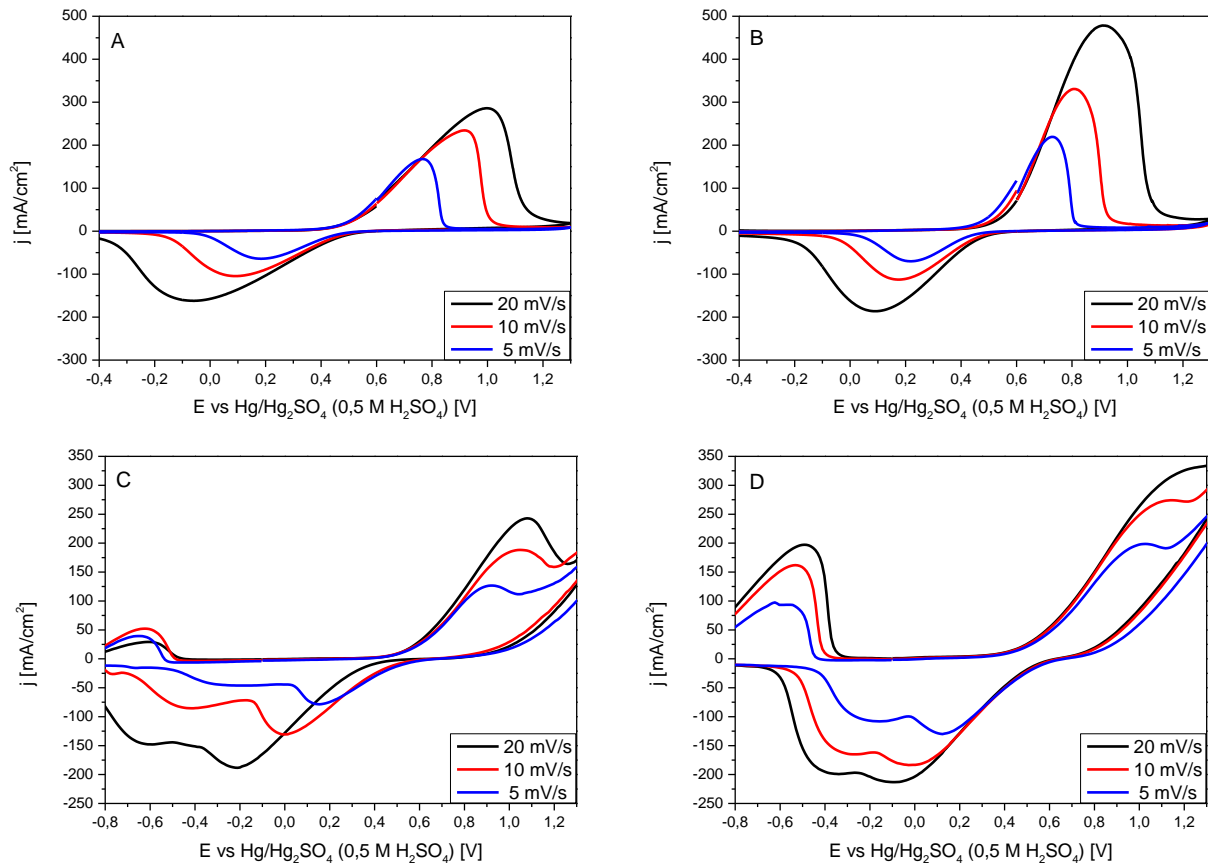 A
500
400
300
200
100
0
-100
-200
-300
j [mA/cm²]
-0,4 -0,2 0,0 0,2 0,4 0,6 0,8 1,0 1,2
E vs Hg/Hg₂SO₄ (0,5 M H₂SO₄) [V]
20 mV/s
10 mV/s
5 mV/s
B
500
400
300
200
100
0
-100
-200
-300
j [mA/cm²]
-0,4 -0,2 0,0 0,2 0,4 0,6 0,8 1,0 1,2
E vs Hg/Hg₂SO₄ (0,5 M H₂SO₄) [V]
20 mV/s
10 mV/s
5 mV/s
C
350
300
250
200
150
100
50
0
-50
-100
-150
-200
-250
j [mA/cm²]
-0,8 -0,6 -0,4 -0,2 0,0 0,2 0,4 0,6 0,8 1,0 1,2
E vs Hg/Hg₂SO₄ (0,5 M H₂SO₄) [V]
20 mV/s
10 mV/s
5 mV/s
D
350
300
250
200
150
100
50
0
-50
-100
-150
-200
-250
j [mA/cm²]
-0,8 -0,6 -0,4 -0,2 0,0 0,2 0,4 0,6 0,8 1,0 1,2
E vs Hg/Hg₂SO₄ (0,5 M H₂SO₄) [V]
20 mV/s
10 mV/s
5 mV/s